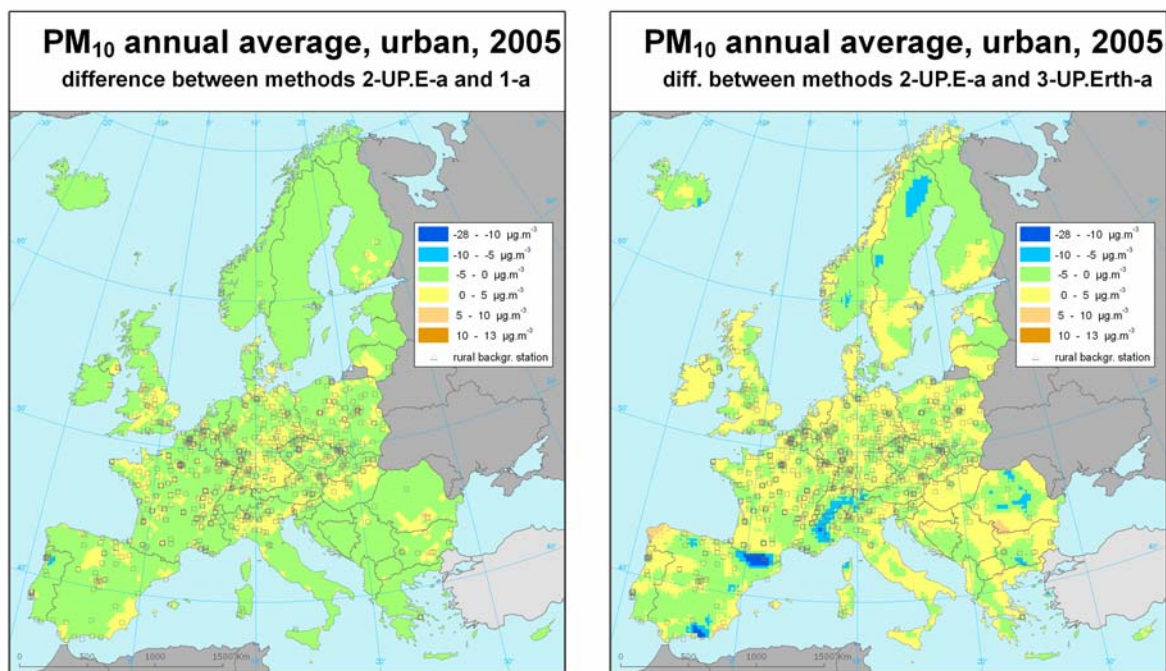 PM10 annual average, urban, 2005
difference between methods 2-UP.E-a and 1-a
-28 - -10 µg.m-3
-10 - -5 µg.m-3
-5 - 0 µg.m-3
0 - 5 µg.m-3
5 - 10 µg.m-3
10 - 13 µg.m-3
rural backgr. station
0 500 1000 1500 Km
PM10 annual average, urban, 2005
diff. between methods 2-UP.E-a and 3-UP.Erth-a
-28 - -10 µg.m-3
-10 - -5 µg.m-3
-5 - 0 µg.m-3
0 - 5 µg.m-3
5 - 10 µg.m-3
10 - 13 µg.m-3
rural backgr. station
0 500 1000 1500 Km